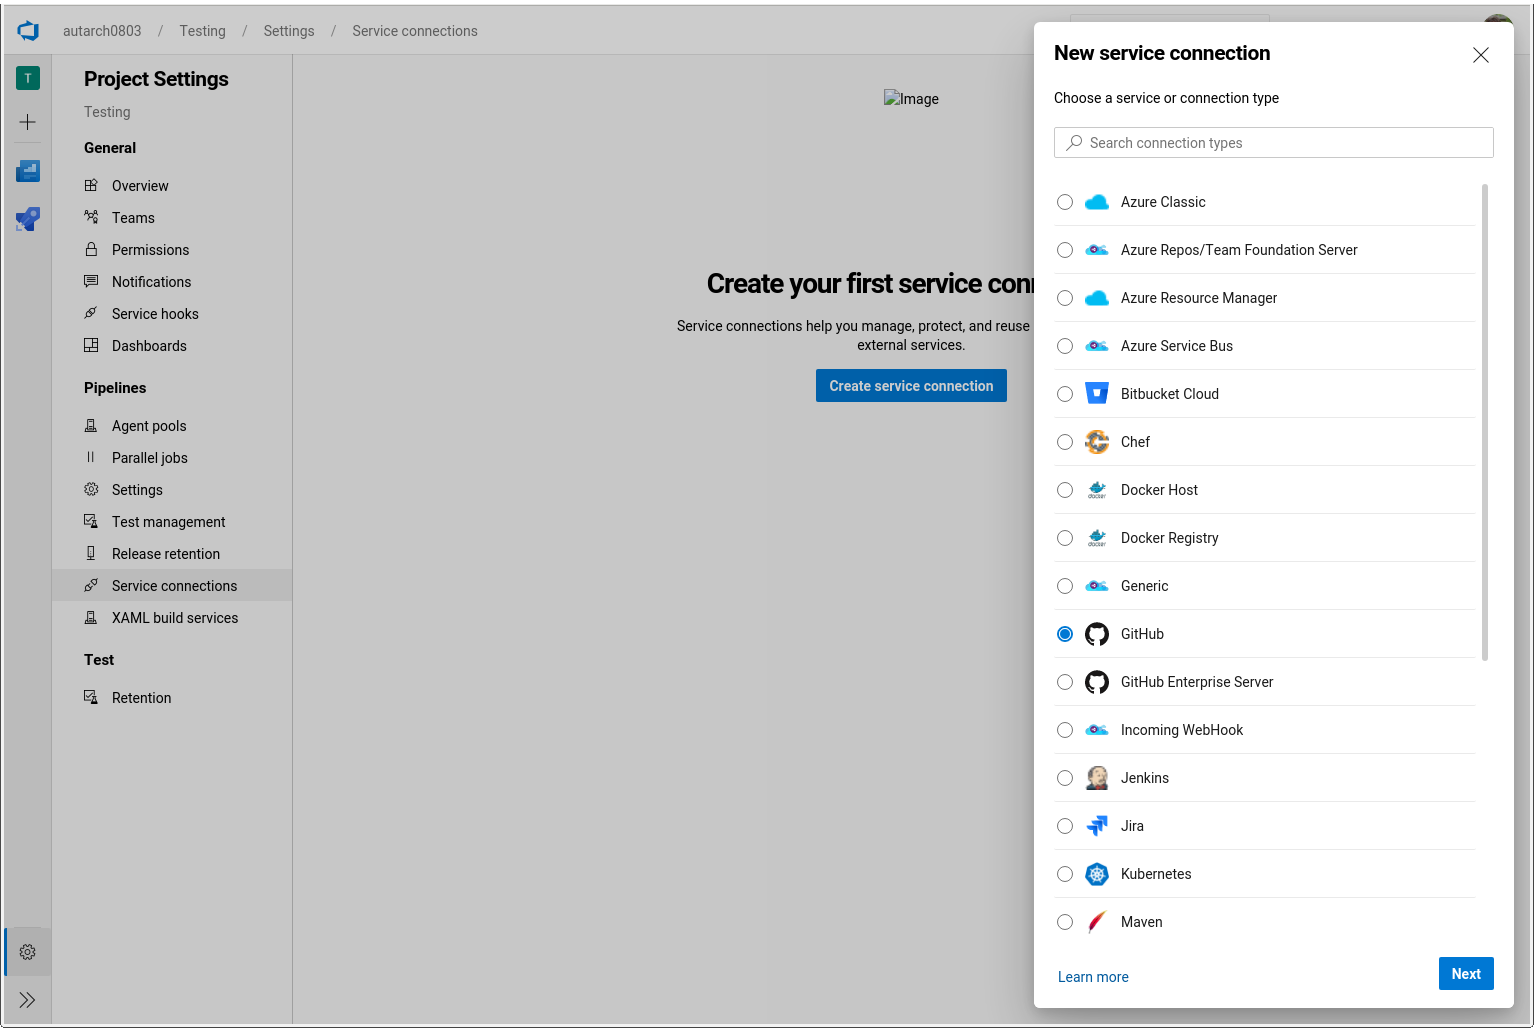 autarch0803 / Testing / Settings / Service connections
T
Project Settings
Testing
General
Overview
Teams
Permissions
Notifications
Service hooks
Dashboards
Pipelines
Agent pools
Parallel jobs
Settings
Test management
Release retention
Service connections
XAML build services
Test
Retention
Image
Create your first service conn
Service connections help you manage, protect, and reuse
external services.
Create service connection
New service connection
Choose a service or connection type
Search connection types
Azure Classic
Azure Repos/Team Foundation Server
Azure Resource Manager
Azure Service Bus
Bitbucket Cloud
Chef
docker
Docker Host
docker
Docker Registry
Generic
GitHub
GitHub Enterprise Server
Incoming WebHook
Jenkins
Jira
Kubernetes
Maven
Learn more
Next